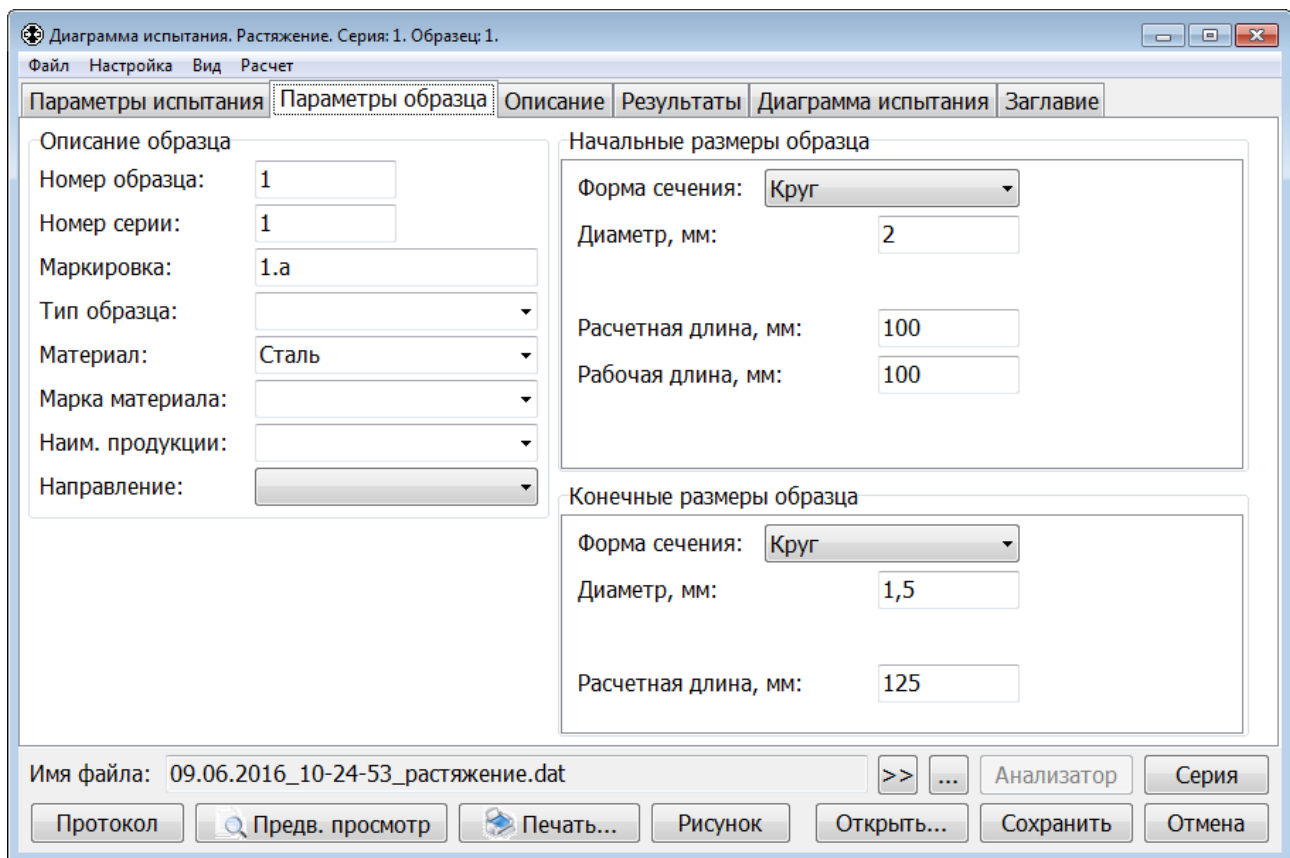 Диаграмма испытания. Растяжение. Серия: 1. Образец: 1.
Файл Настройка Вид Расчет
Параметры испытания Параметры образца Описание Результаты Диаграмма испытания Заглавие
Описание образца
Номер образца: 1
Номер серии: 1
Маркировка: 1.а
Тип образца:
Материал: Сталь
Марка материала:
Наим. продукции:
Направление:
Начальные размеры образца
Форма сечения: Круг
Диаметр, мм: 2
Расчетная длина, мм: 100
Рабочая длина, мм: 100
Конечные размеры образца
Форма сечения: Круг
Диаметр, мм: 1,5
Расчетная длина, мм: 125
Имя файла: 09.06.2016_10-24-53_растяжение.dat >> ... Анализатор Серия
Протокол Предв. просмотр Печать... Рисунок Открыть... Сохранить Отмена